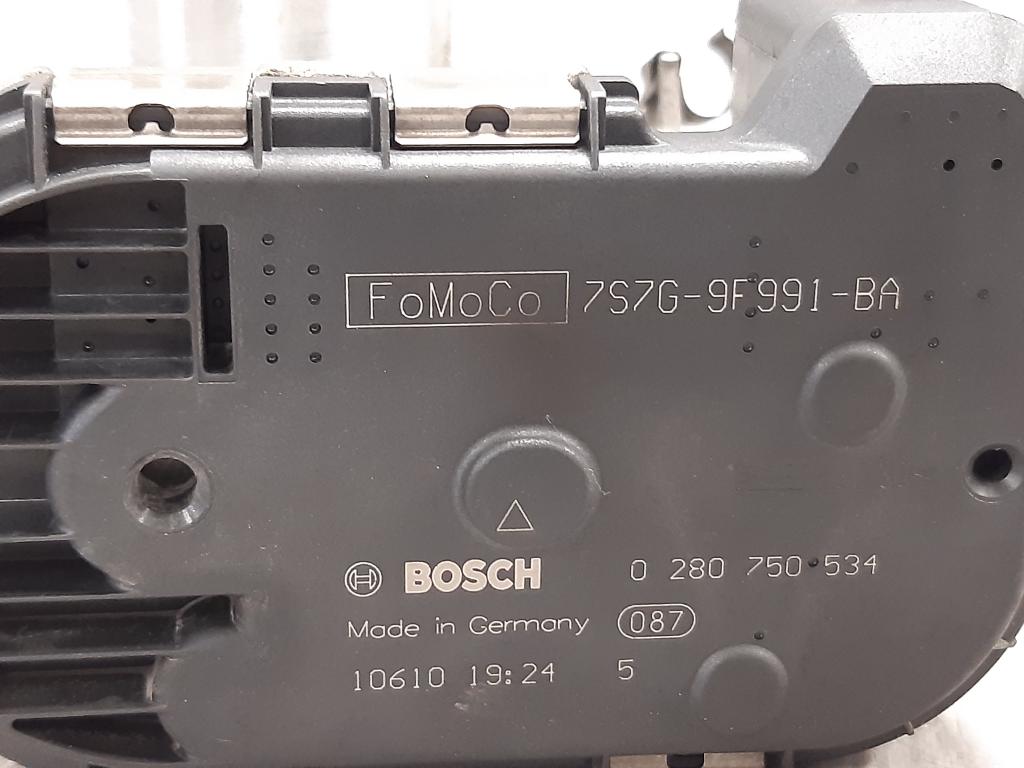 FoMoCo 7S7G-9F991-BA
BOSCH 0 280 750 534
Made in Germany 087
10610 19:24 5